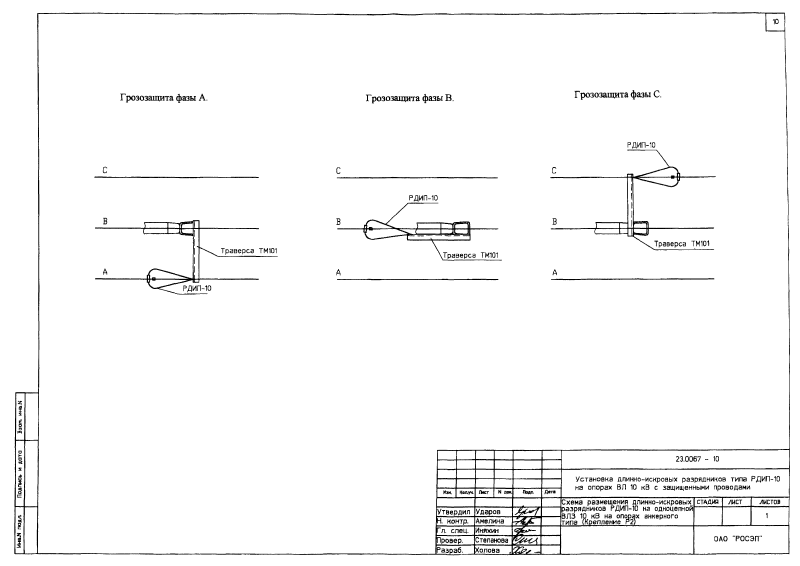 10
Грозозащита фазы А.
Грозозащита фазы В.
Грозозащита фазы С.
C
B
A
Траверса ТМ101
РДИП-10
C
B
A
РДИП-10
Траверса ТМ101
C
B
A
РДИП-10
Траверса ТМ101
Взам. инв.N
Подпись и дата
Инв.N подл.
23.0067 - 10
Установка длинно-искровых разрядников типа РДИП-10
на опорах ВЛ 10 кВ с защищенными проводами
Изм. Колуч. Лист N док. Подп. Дата
Утвердил Ударов
Н. контр. Амелина
Гл. спец. Иняхин
Провер. Степанова
Разраб. Холова
Схема размещения длинно-искровых
разрядников РДИП-10 на одноцепной
ВЛЗ 10 кВ на опорах анкерного
типа (Крепление Р2)
СТАДИЯ ЛИСТ ЛИСТОВ
1
ОАО "РОСЭП"